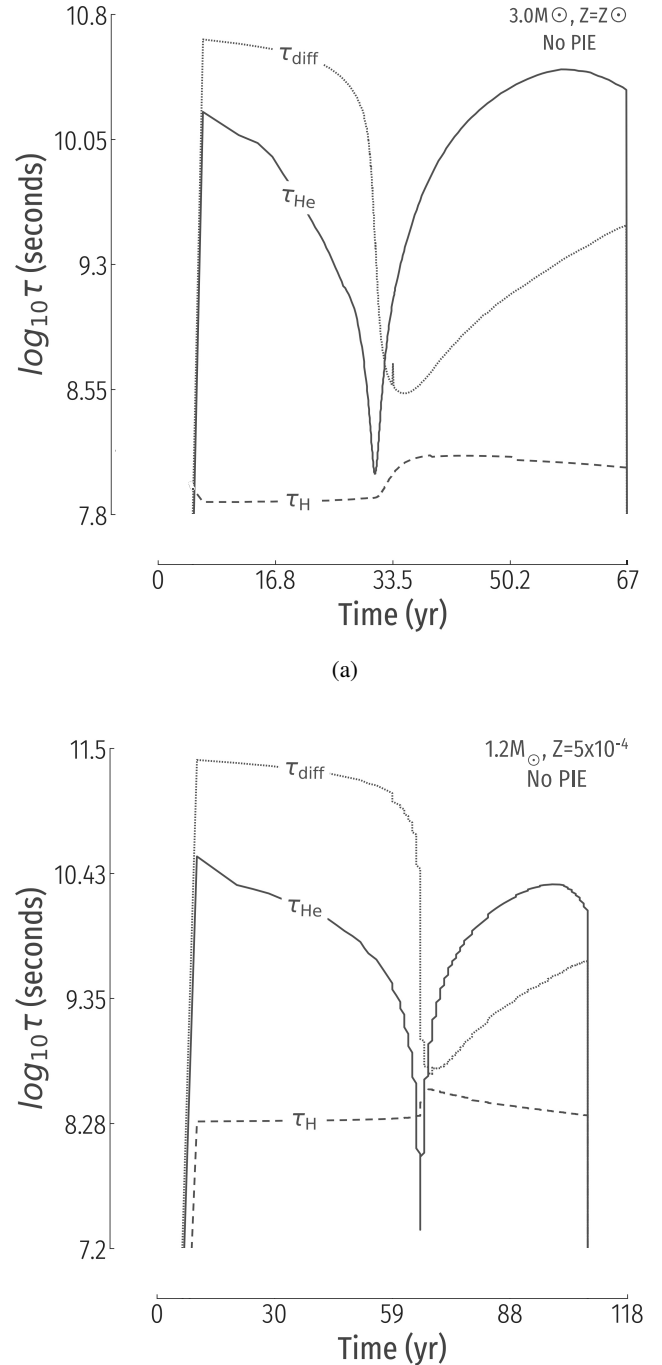 3.0M⊙, Z=Z⊙
No PIE
10.8
10.05
9.3
8.55
7.8
log₁₀ τ (seconds)
τdiff
τHe
τH
0 16.8 33.5 50.2 67
Time (yr)
(a)
1.2M⊙, Z=5x10⁻⁴
No PIE
11.5
10.43
9.35
8.28
7.2
log₁₀ τ (seconds)
τdiff
τHe
τH
0 30 59 88 118
Time (yr)